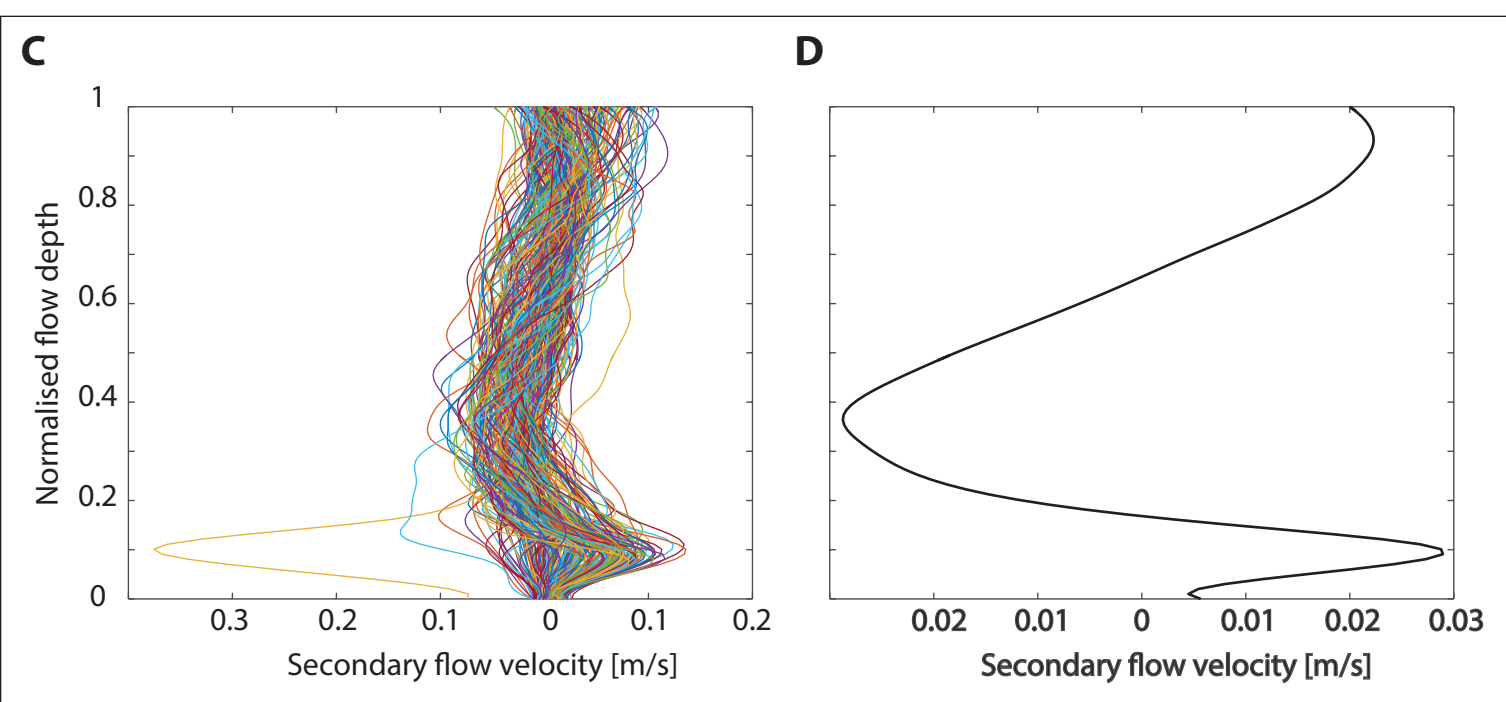 C
D
1
0.8
0.6
0.4
0.2
0
Normalised flow depth
0.3 0.2 0.1 0 0.1 0.2
Secondary flow velocity [m/s]
0.02 0.01 0 0.01 0.02 0.03
Secondary flow velocity [m/s]